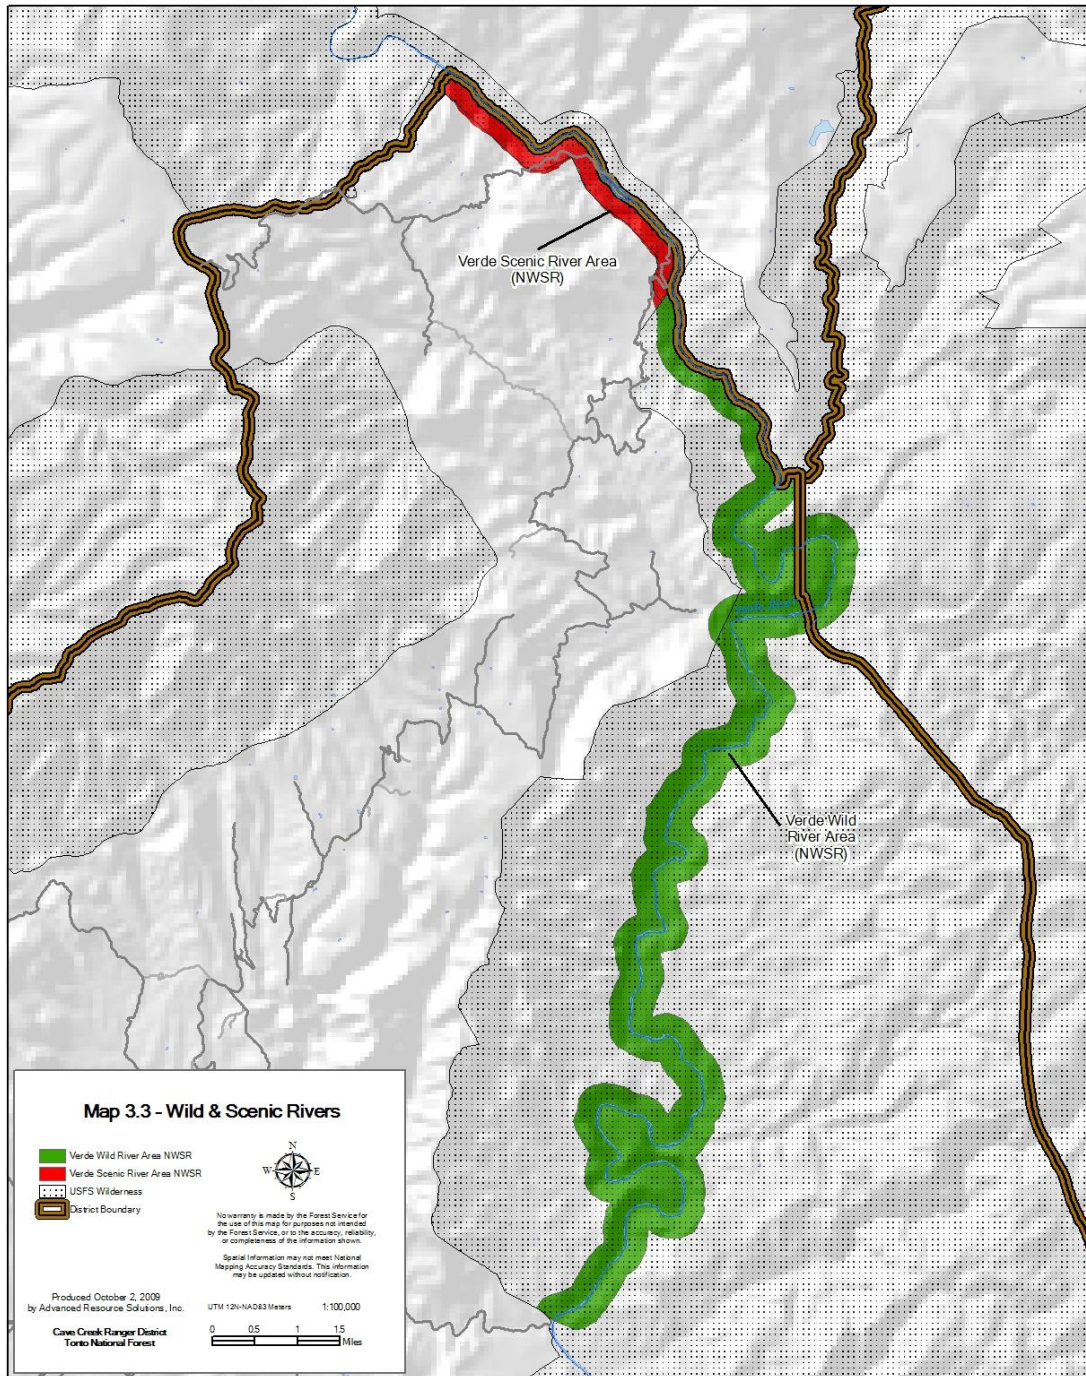 Verde Scenic River Area
(NWSR)
Verde River
Verde Wild
River Area
(NWSR)
Map 3.3 - Wild & Scenic Rivers
Verde Wild River Area NWSR
Verde Scenic River Area NWSR
USFS Wilderness
District Boundary
N
W E
S
No warranty is made by the Forest Service for
the use of this map for purposes not intended
by the Forest Service, or to the accuracy, reliability,
or completeness of the information shown.
Spatial Information may not meet National
Mapping Accuracy Standards. This information
may be updated without notification.
Produced October 2, 2009
by Advanced Resource Solutions, Inc.
UTM 12N-NAD83 Meters 1:100,000
Cave Creek Ranger District
Tonto National Forest
0 0.5 1 1.5
Miles